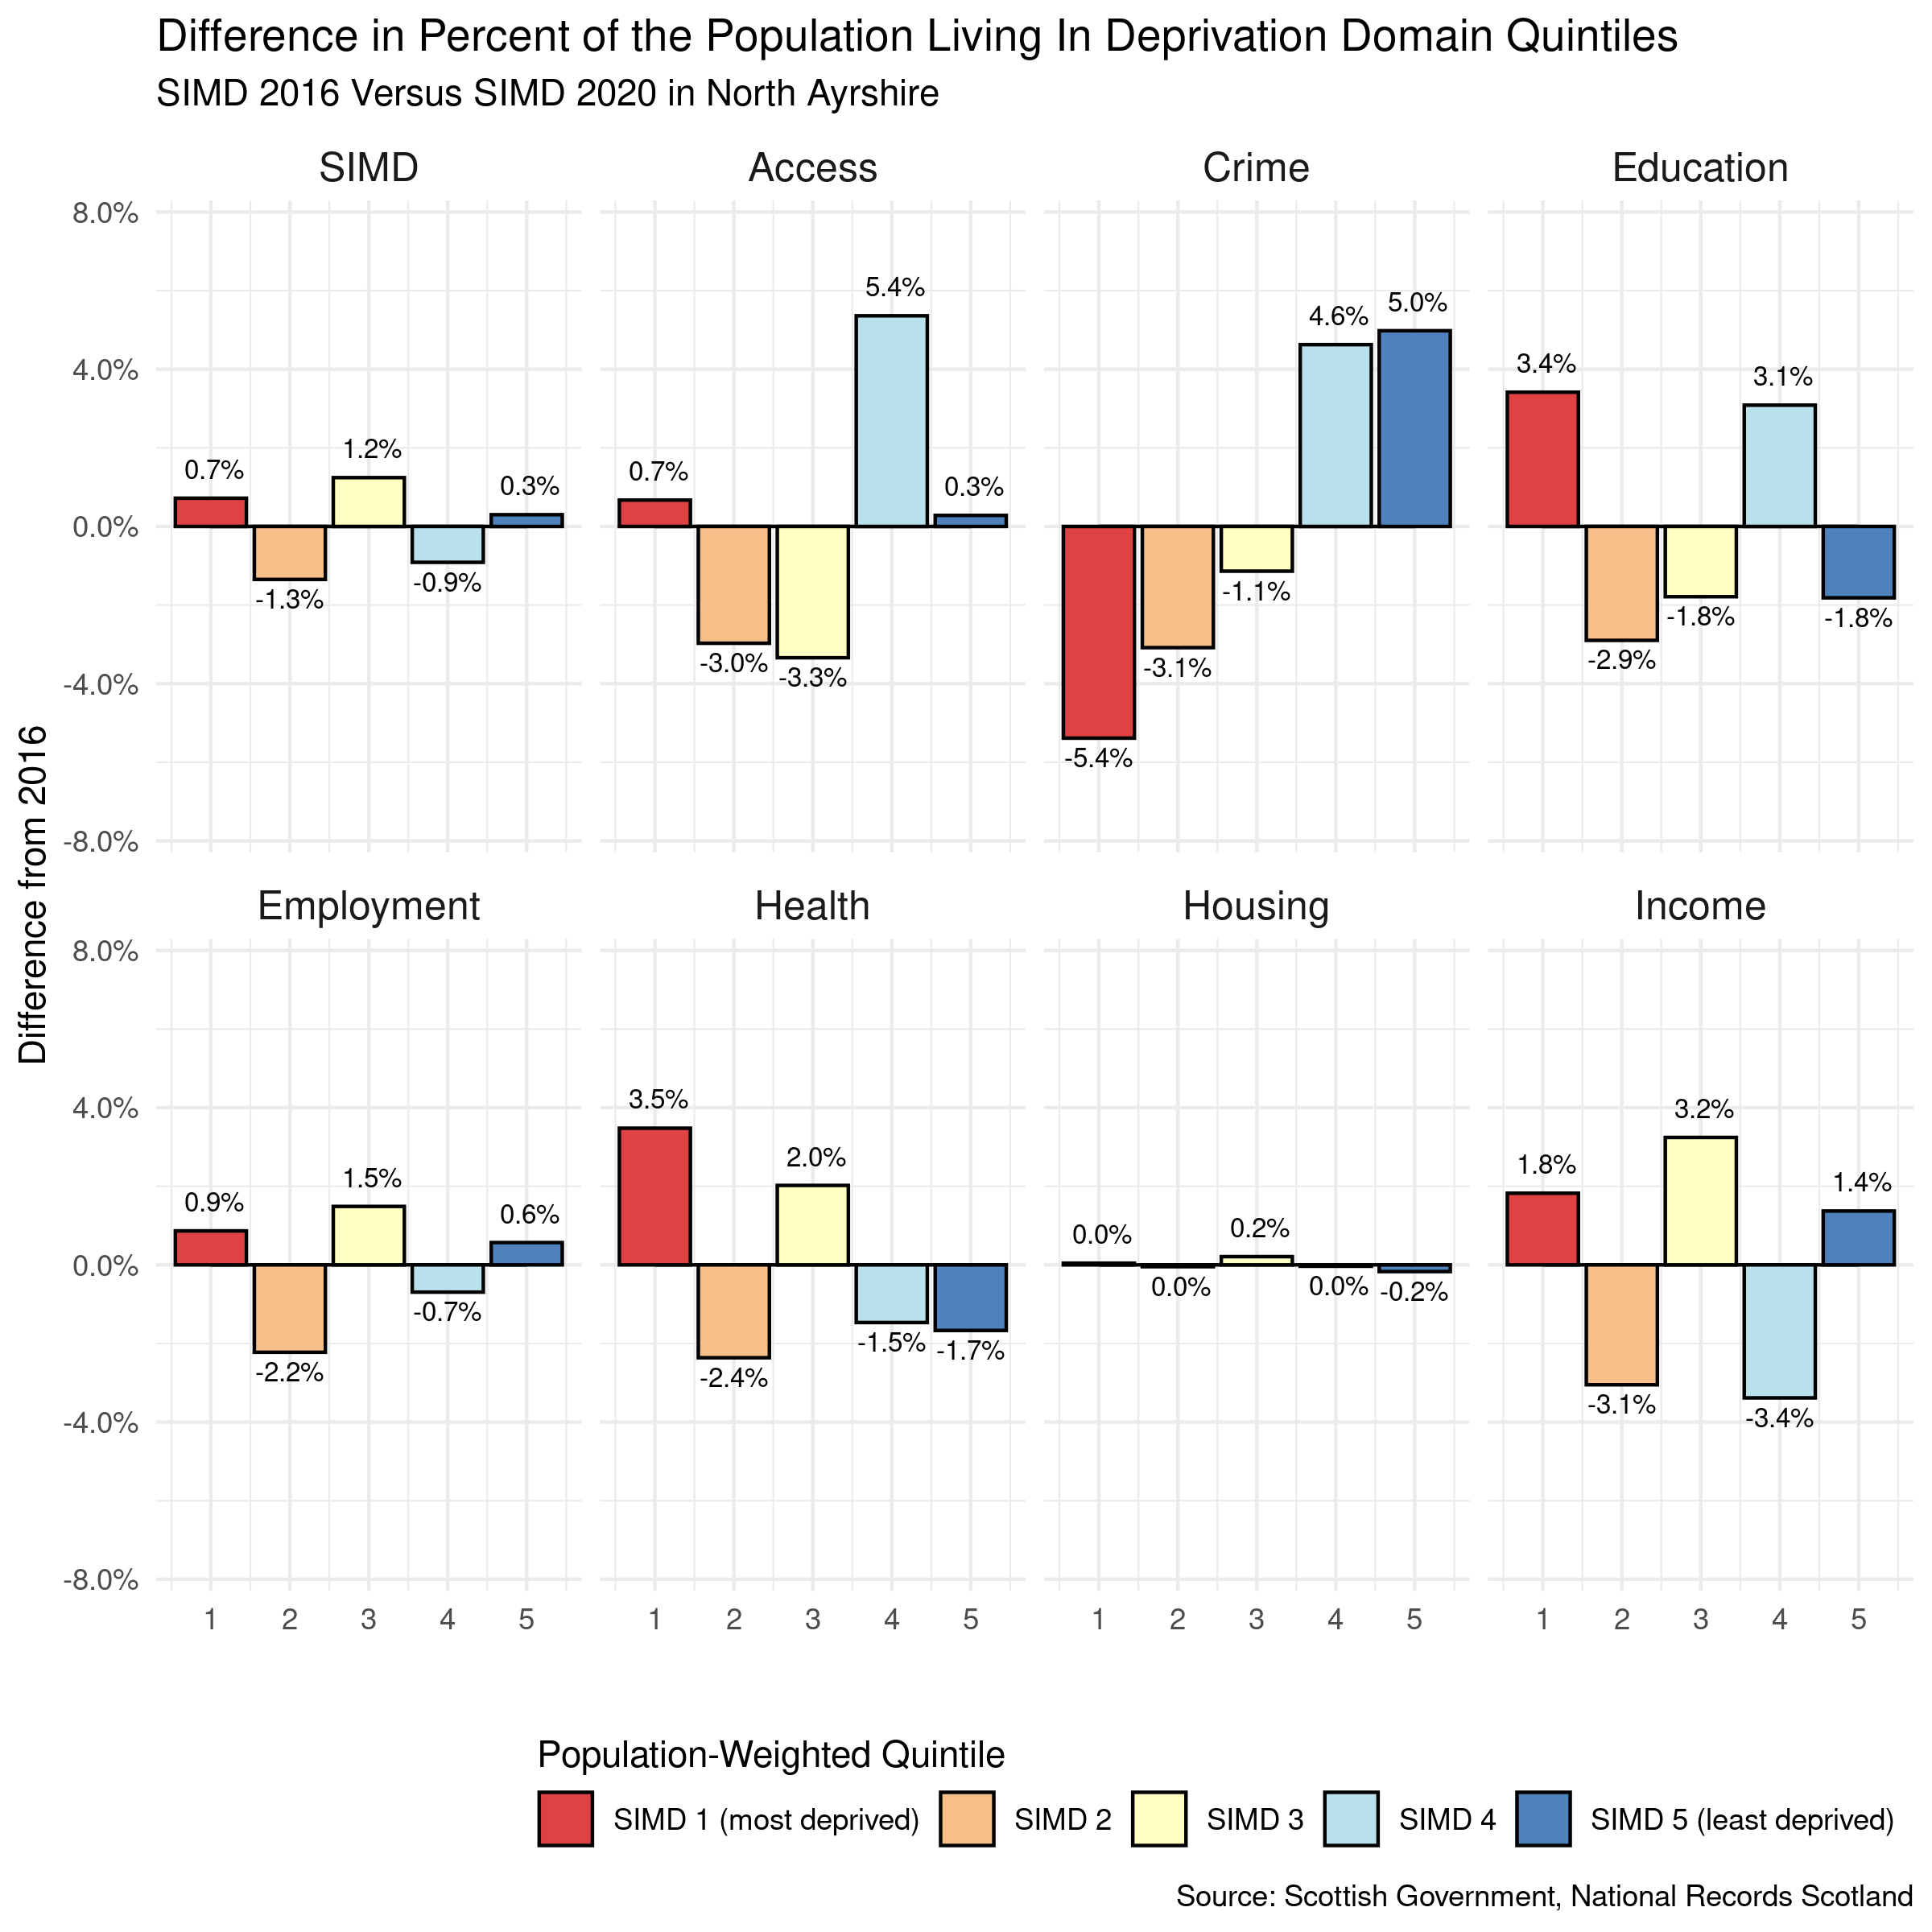 Difference in Percent of the Population Living In Deprivation Domain Quintiles
SIMD 2016 Versus SIMD 2020 in North Ayrshire
SIMD Access Crime Education
8.0%
4.0%
0.0%
-4.0%
-8.0%
0.7% -1.3% 1.2% -0.9% 0.3%
0.7% -3.0% -3.3% 5.4% 0.3%
-5.4% -3.1% -1.1% 4.6% 5.0%
3.4% -2.9% -1.8% 3.1% -1.8%
Difference from 2016
Employment Health Housing Income
8.0%
4.0%
0.0%
-4.0%
-8.0%
0.9% -2.2% 1.5% -0.7% 0.6%
3.5% -2.4% 2.0% -1.5% -1.7%
0.0% 0.0% 0.2% 0.0% -0.2%
1.8% -3.1% 3.2% -3.4% 1.4%
1 2 3 4 5 1 2 3 4 5 1 2 3 4 5 1 2 3 4 5
Population-Weighted Quintile
SIMD 1 (most deprived) SIMD 2 SIMD 3 SIMD 4 SIMD 5 (least deprived)
Source: Scottish Government, National Records Scotland